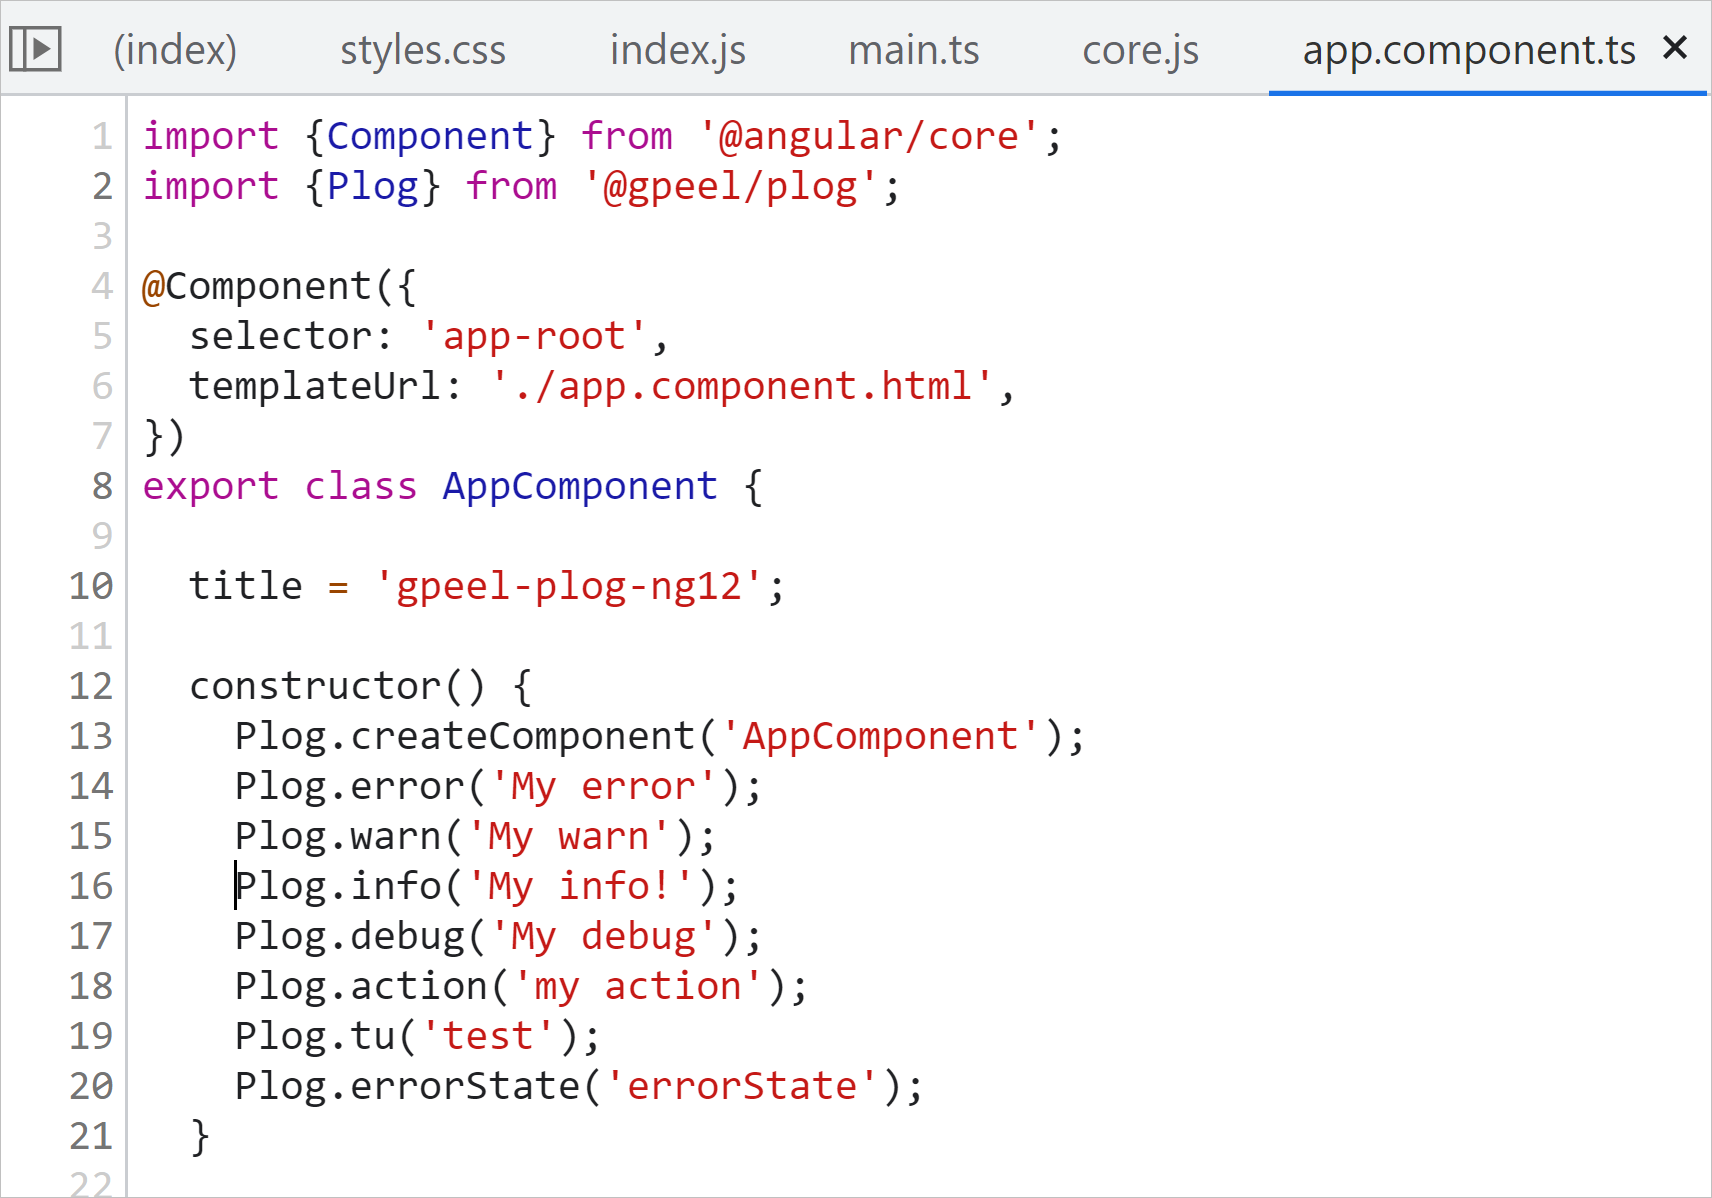 (index) styles.css index.js main.ts core.js app.component.ts ×
1 import {Component} from '@angular/core';
2 import {Plog} from '@gpeel/plog';
3
4 @Component({
5   selector: 'app-root',
6   templateUrl: './app.component.html',
7 })
8 export class AppComponent {
9
10   title = 'gpeel-plog-ng12';
11
12   constructor() {
13     Plog.createComponent('AppComponent');
14     Plog.error('My error');
15     Plog.warn('My warn');
16     Plog.info('My info!');
17     Plog.debug('My debug');
18     Plog.action('my action');
19     Plog.tu('test');
20     Plog.errorState('errorState');
21   }
22